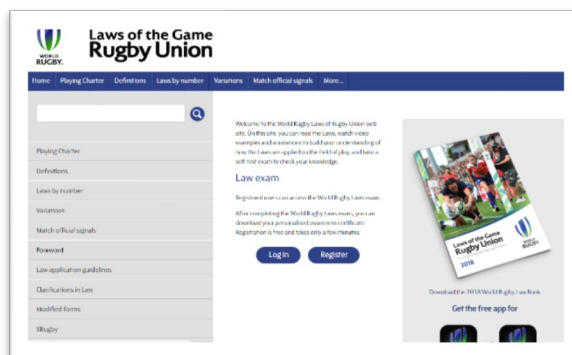 WORLD
RUGBY.
Laws of the Game
Rugby Union
Home Playing Charter Definitions Laws by number Variations Match official signals More...
Playing Charter
Definitions
Laws by number
Variations
Match official signals
Foreword
Law application guidelines
Clarifications in Law
Modified forms
XRugby
Welcome to the World Rugby Laws of Rugby Union web
site. On this site, you can read the Laws, watch video
examples and animations to build your understanding of
how the Laws are applied on the field of play, and take a
self-test exam to check your knowledge.
Law exam
Registered users can access the World Rugby Laws exam.
After completing the World Rugby Laws exam, you can
download your personalised awareness certificate.
Registration is free and takes only a few minutes.
Log in Register
Laws of the Game
Rugby Union
2018
WORLD
RUGBY
Download the 2018 World Rugby Law Book
Get the free app for